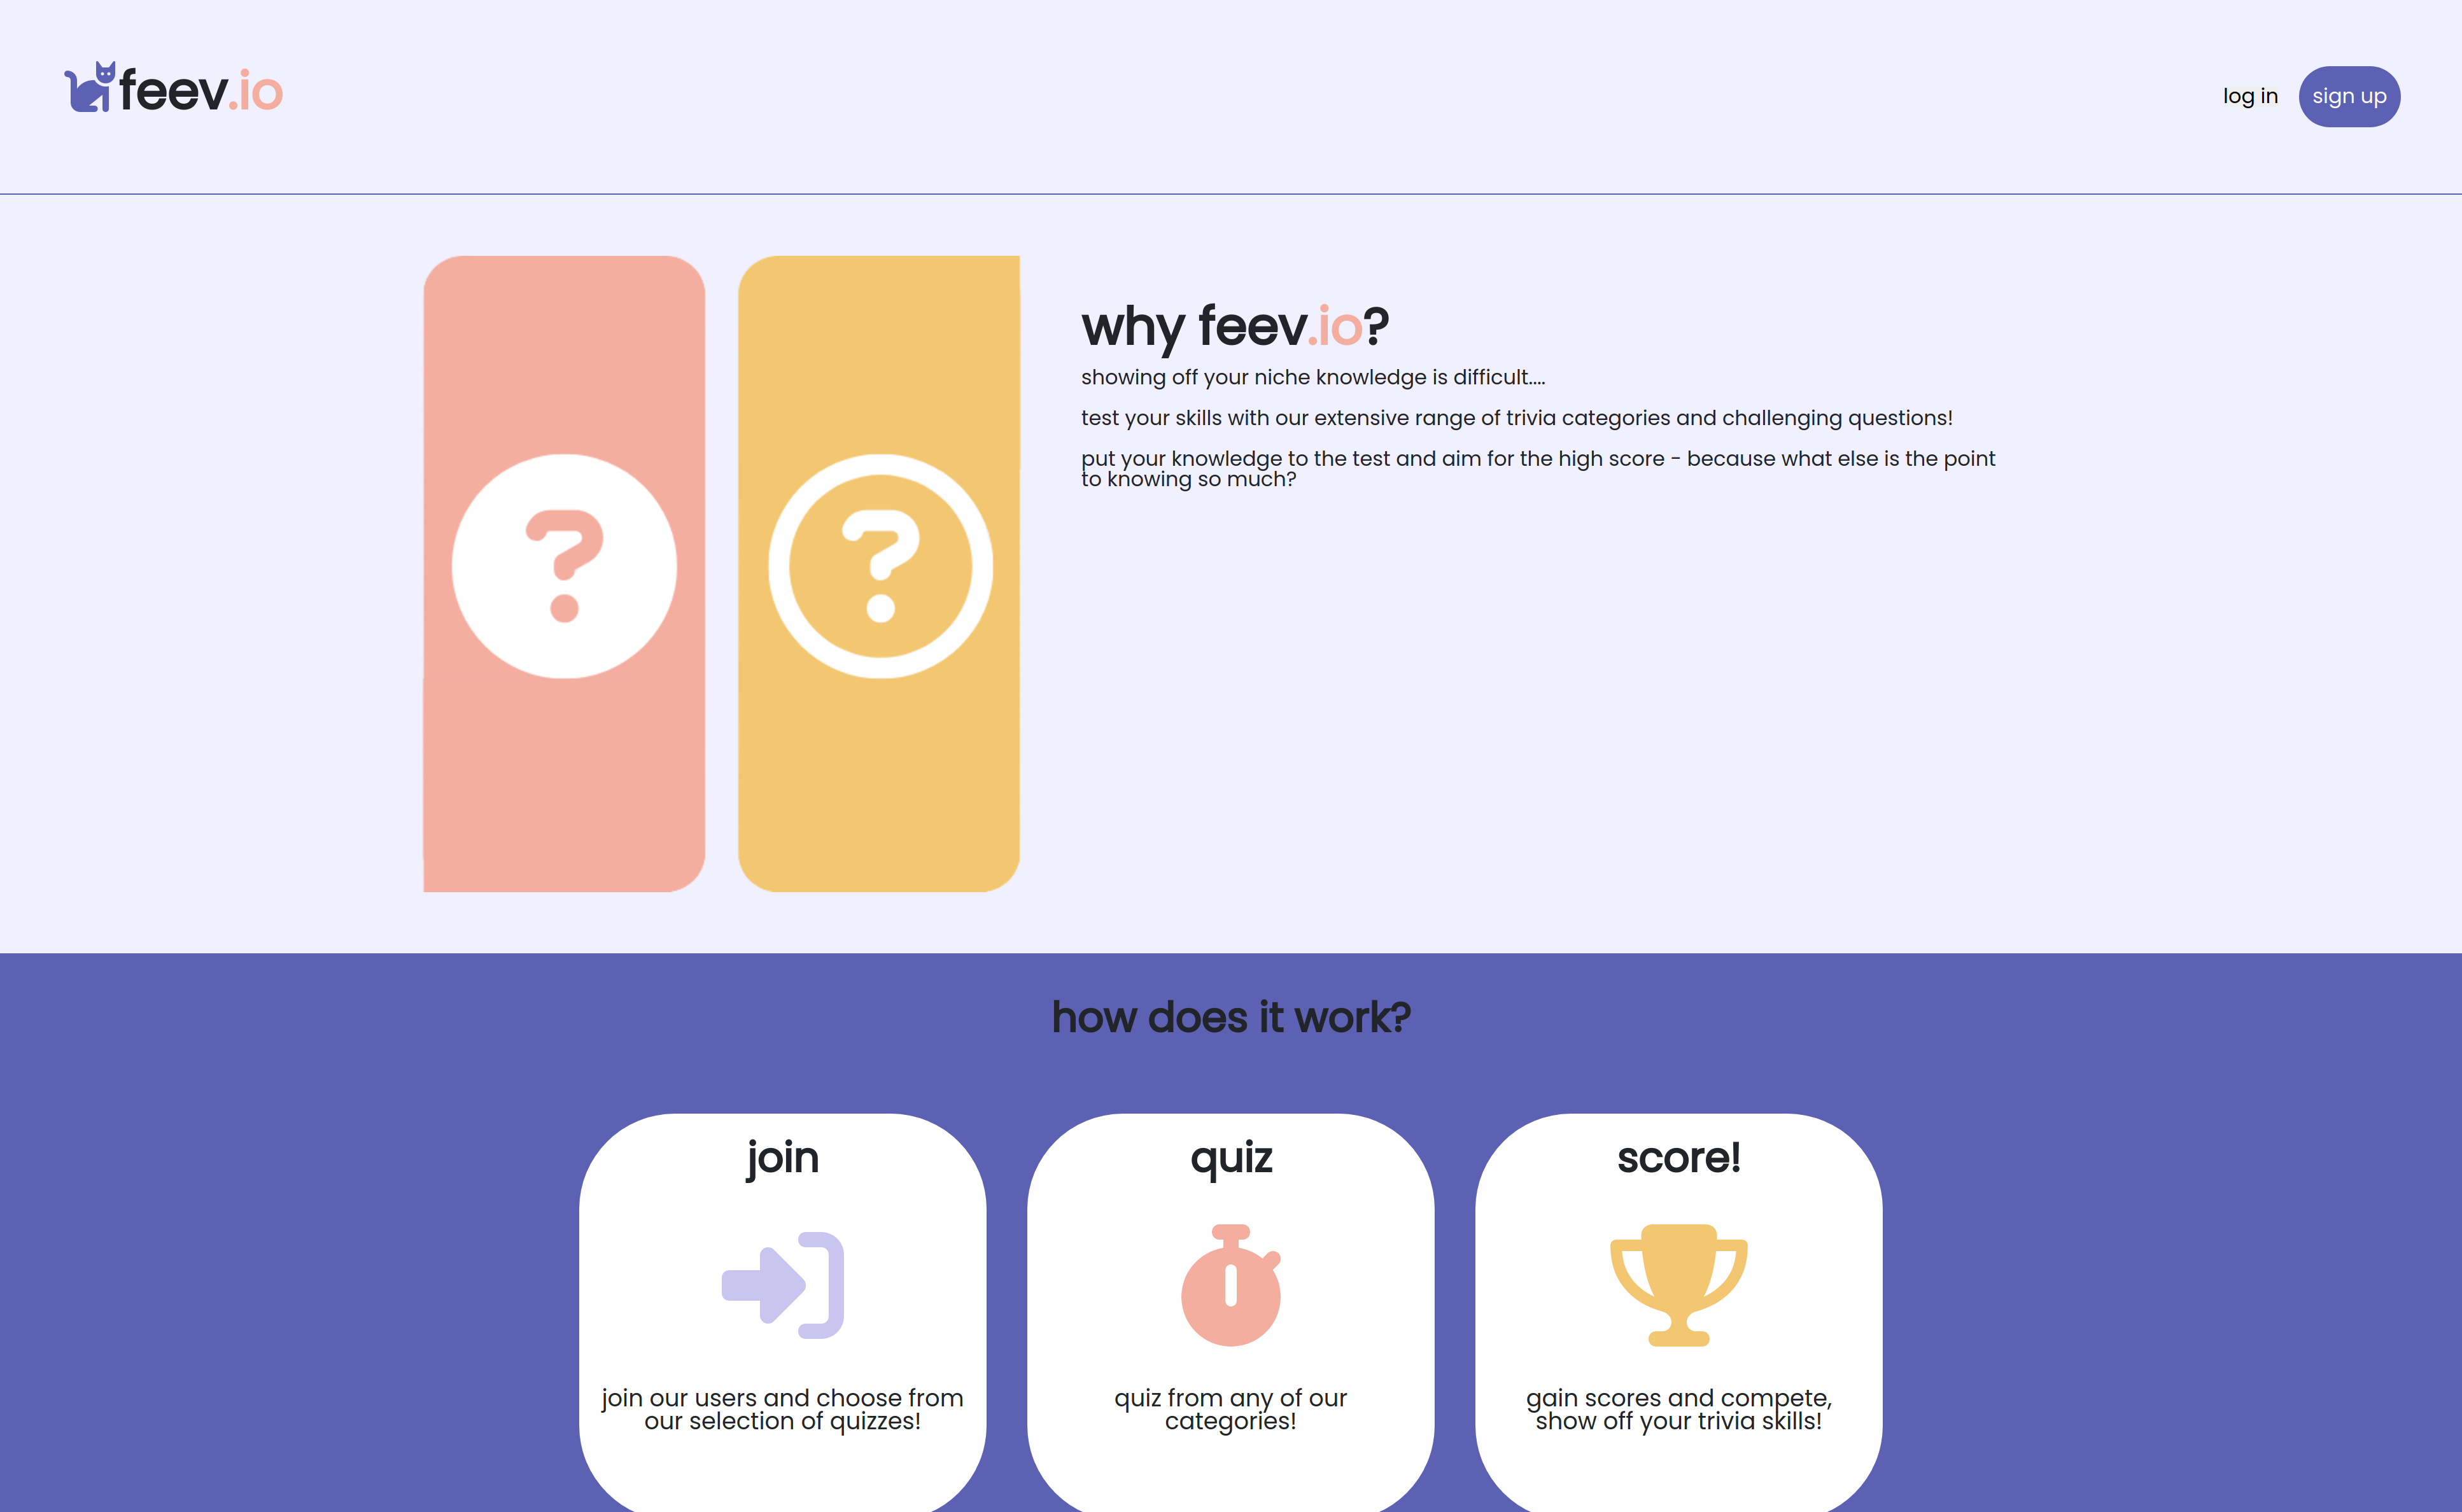 feev.io
log in
sign up
?
?
why feev.io?
showing off your niche knowledge is difficult....
test your skills with our extensive range of trivia categories and challenging questions!
put your knowledge to the test and aim for the high score - because what else is the point
to knowing so much?
how does it work?
join
quiz
score!
join our users and choose from
our selection of quizzes!
quiz from any of our
categories!
gain scores and compete,
show off your trivia skills!